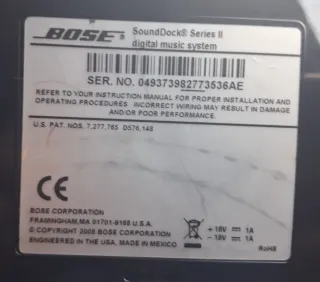 BOSE® SoundDock® Series II
digital music system
SER. NO. 049373982773536AE
REFER TO YOUR INSTRUCTION MANUAL FOR PROPER INSTALLATION AND
OPERATING PROCEDURES. INCORRECT WIRING MAY RESULT IN DAMAGE
AND/OR POOR PERFORMANCE.
U.S. PAT. NOS. 7,277,765 D576,148
CE
BOSE CORPORATION
FRAMINGHAM, MA 01701-9168 U.S.A.
© COPYRIGHT 2008 BOSE CORPORATION
ENGINEERED IN THE USA, MADE IN MEXICO
+ 18V ⎓ 1A
- 18V ⎓ 1A
RoHS